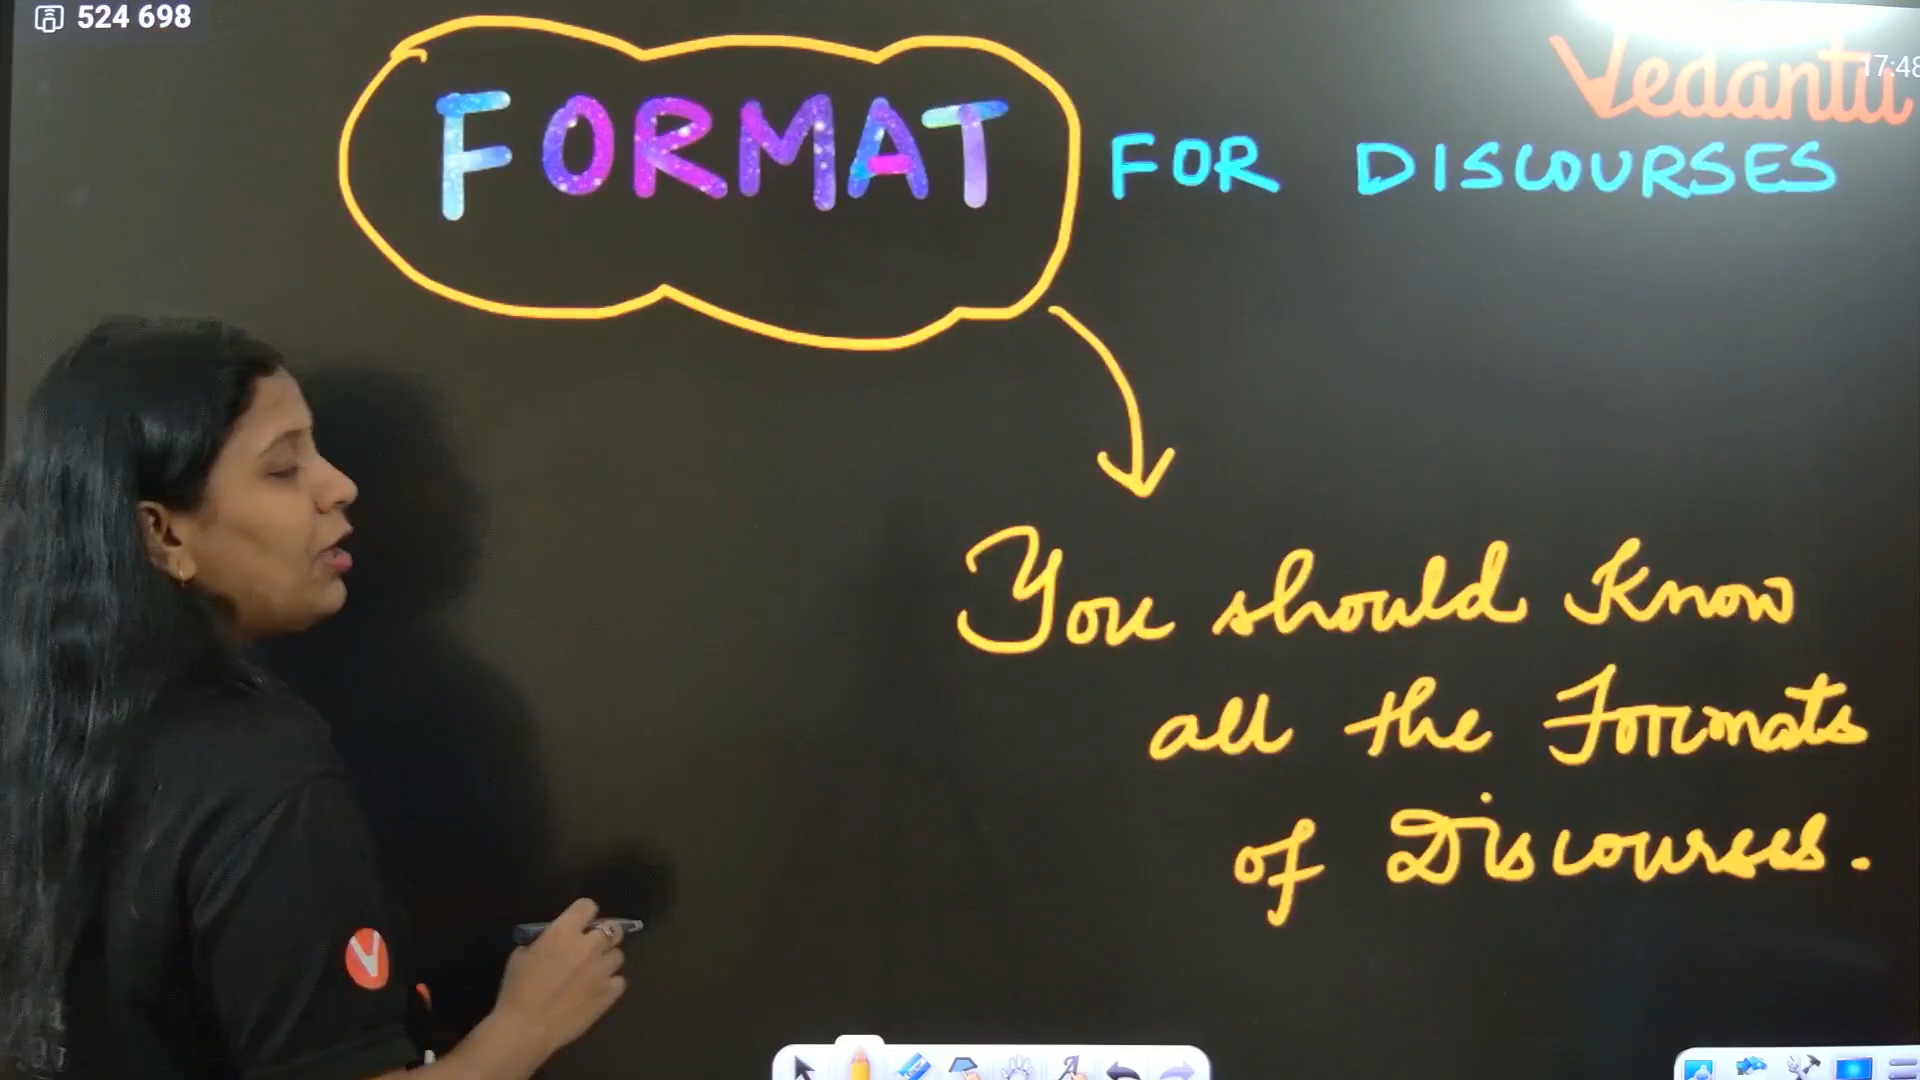 524 698
Vedantu
17:48
FORMAT FOR DISCOURSES
You should know
all the Formats
of Discourses.
V